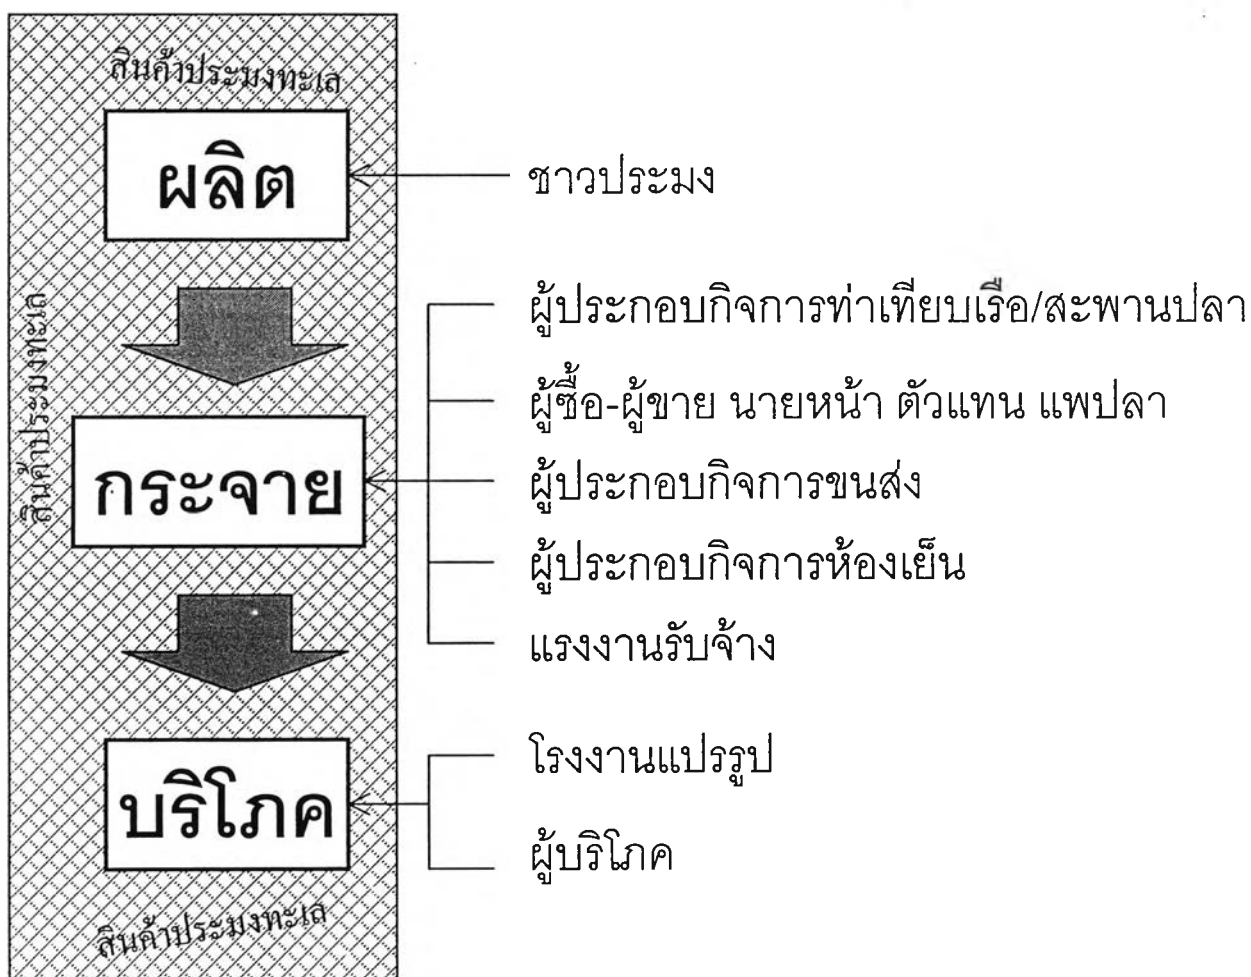 สินค้าประมงทะเล
ผลิต
ชาวประมง
สินค้าประมงทะเล
ผู้ประกอบกิจการท่าเทียบเรือ/สะพานปลา
ผู้ซื้อ-ผู้ขาย นายหน้า ตัวแทน แพปลา
กระจาย
ผู้ประกอบกิจการขนส่ง
ผู้ประกอบกิจการห้องเย็น
แรงงานรับจ้าง
โรงงานแปรรูป
บริโภค
ผู้บริโภค
สินค้าประมงทะเล